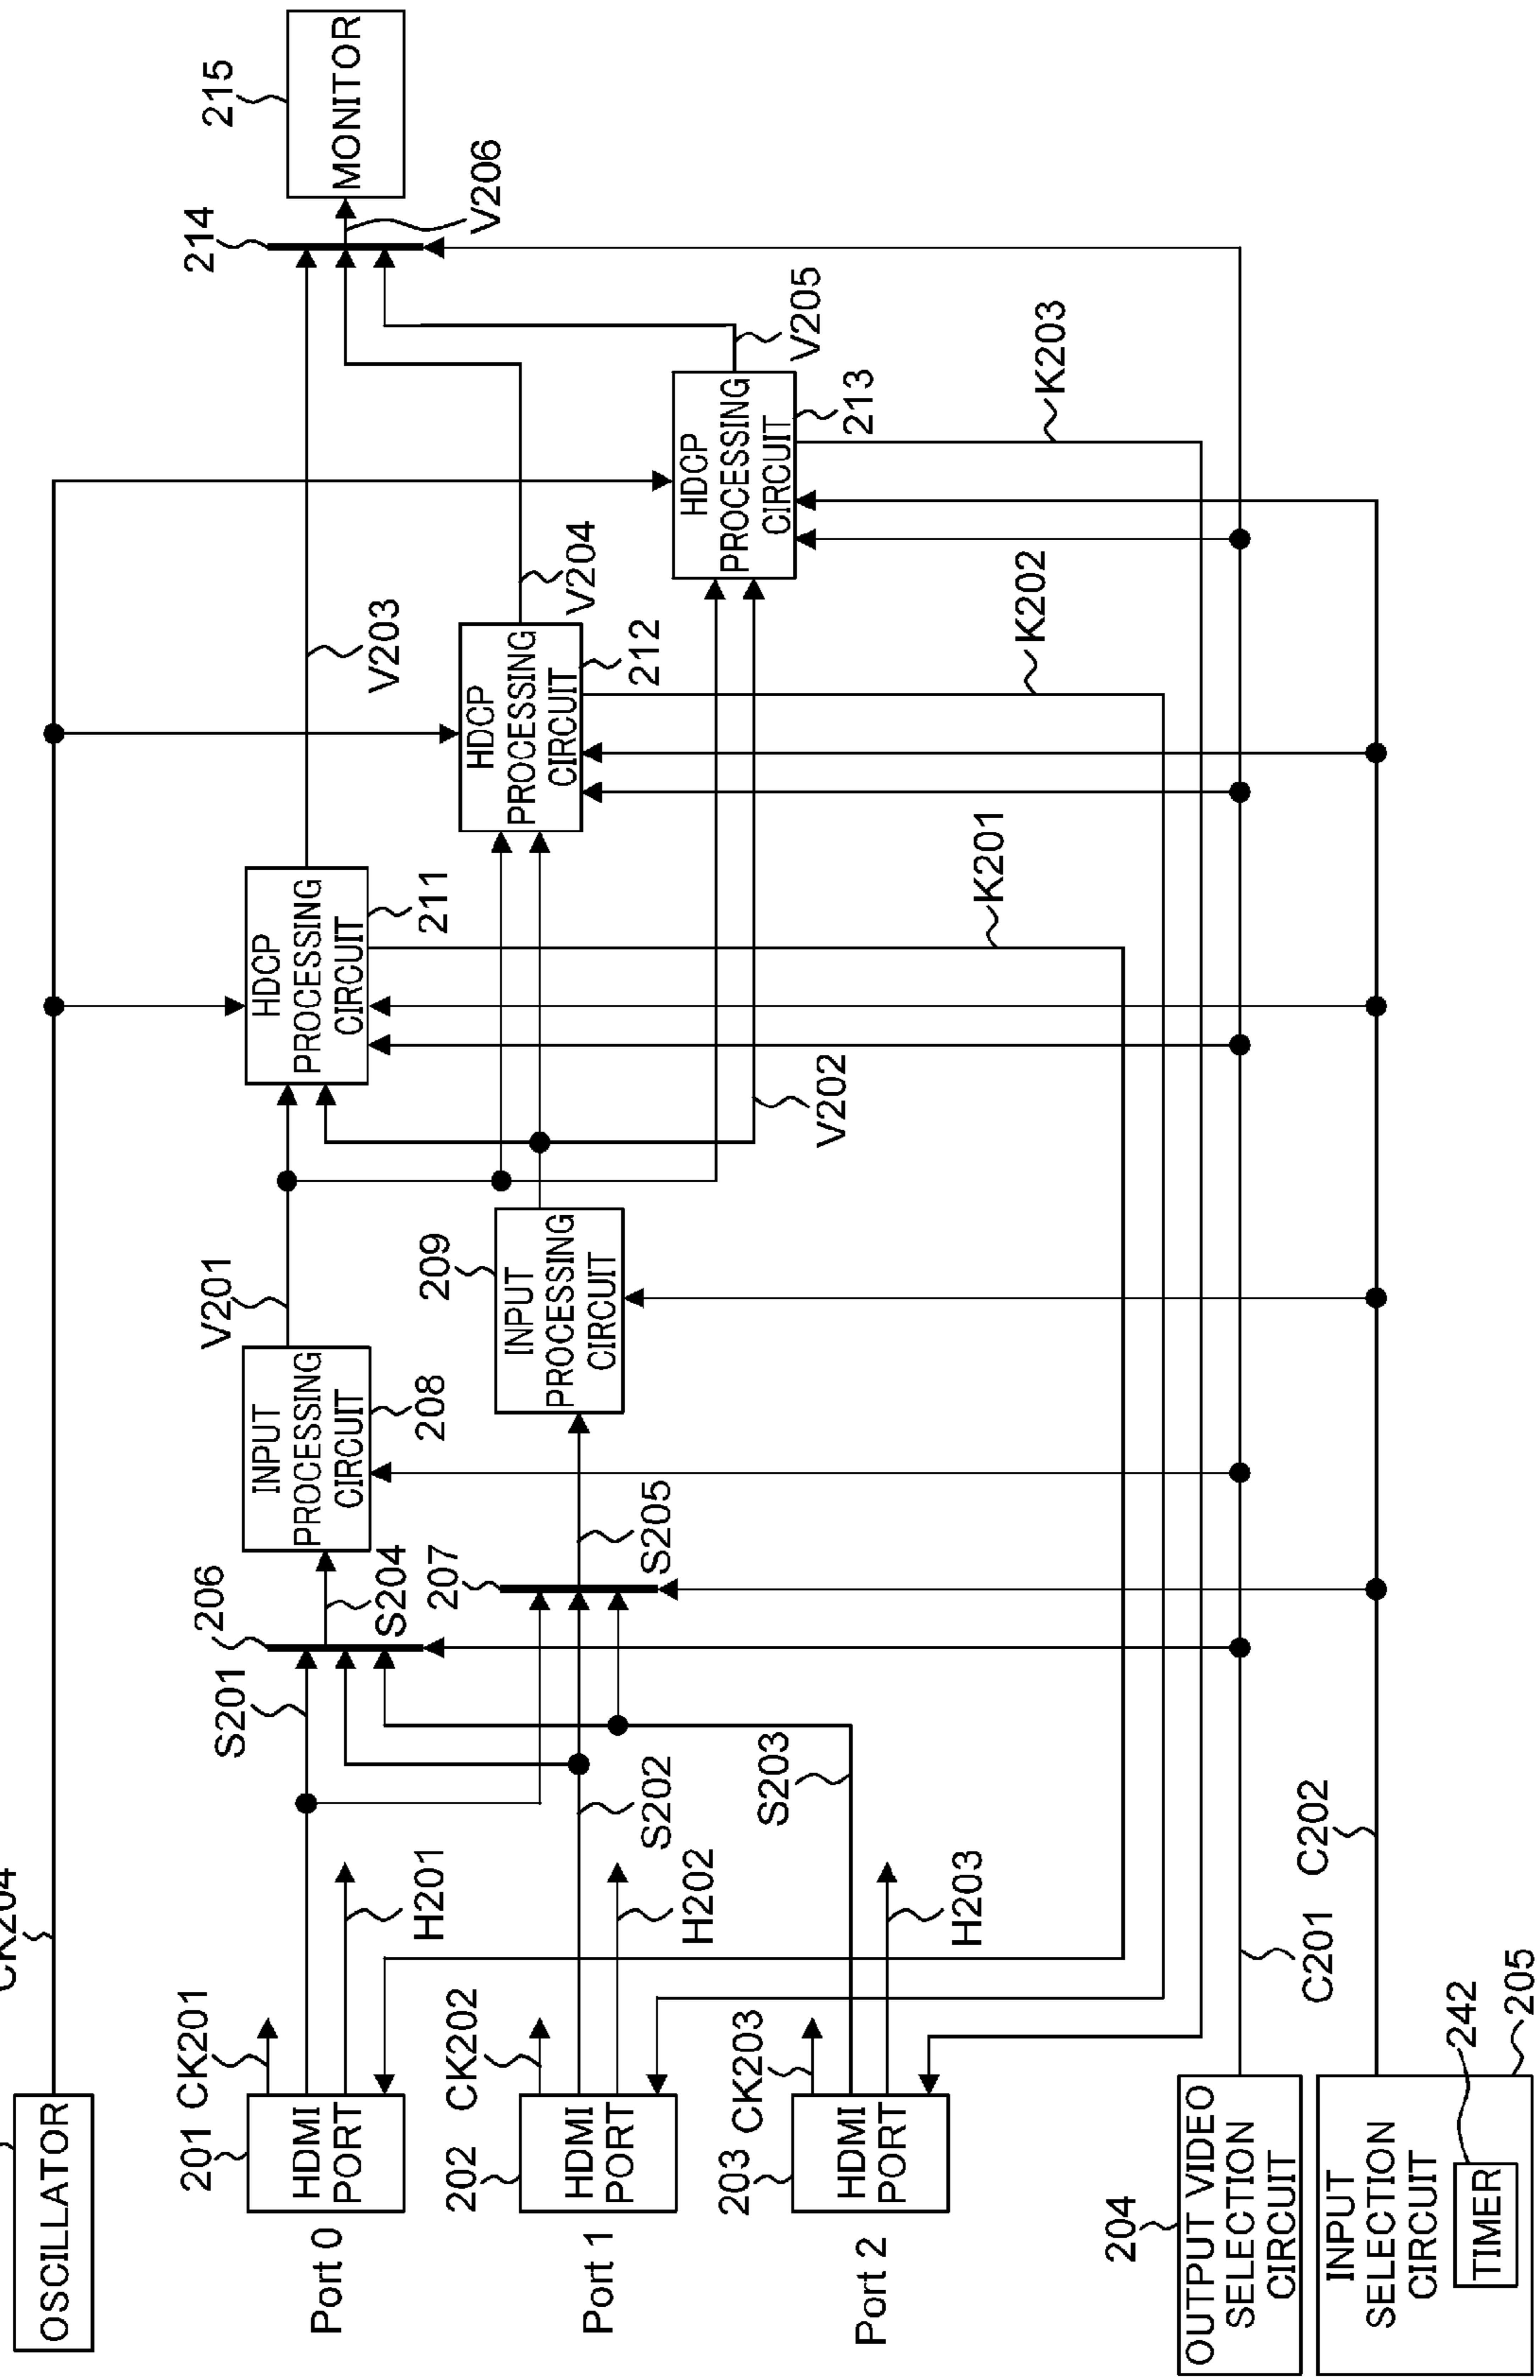 OSCILLATOR
201
HDMI
PORT
Port 0
CK201
H201
S201
202
HDMI
PORT
Port 1
CK202
H202
S202
203
HDMI
PORT
Port 2
CK203
H203
S203
204
OUTPUT VIDEO
SELECTION
CIRCUIT
C201
INPUT
SELECTION
CIRCUIT
TIMER
242
205
C202
206
S204
207
S205
INPUT
PROCESSING
CIRCUIT
208
V201
209
INPUT
PROCESSING
CIRCUIT
V202
HDCP
PROCESSING
CIRCUIT
211
K201
V203
HDCP
PROCESSING
CIRCUIT
212
K202
V204
HDCP
PROCESSING
CIRCUIT
213
K203
V205
214
V206
215
MONITOR